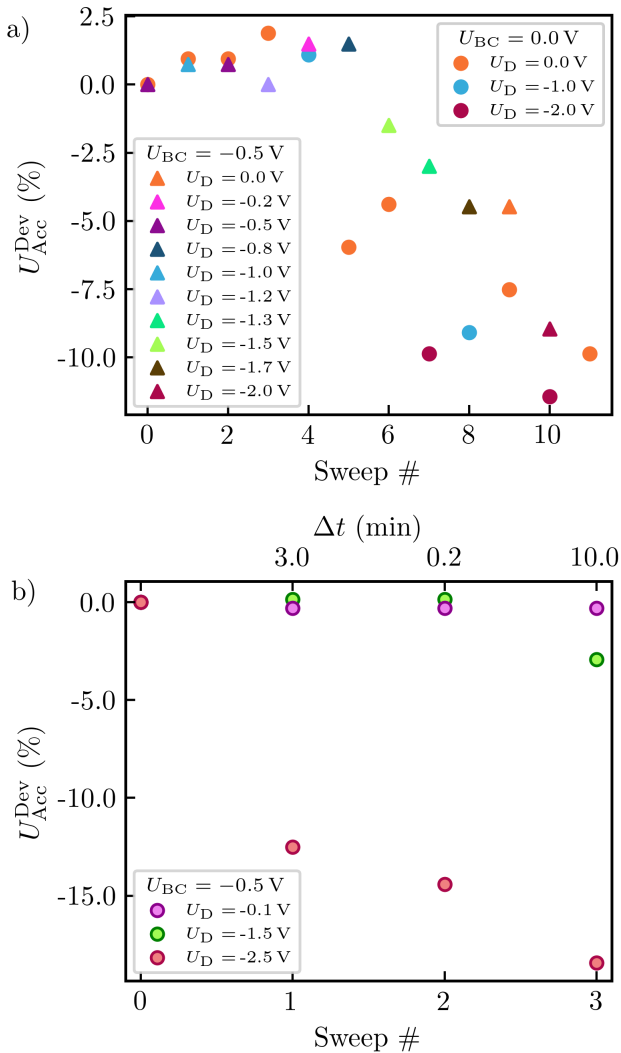 a)
2.5
0.0
-2.5
-5.0
-7.5
-10.0
U_Acc^Dev (%)
U_BC = 0.0 V
U_D = 0.0 V
U_D = -1.0 V
U_D = -2.0 V
U_BC = −0.5 V
U_D = 0.0 V
U_D = -0.2 V
U_D = -0.5 V
U_D = -0.8 V
U_D = -1.0 V
U_D = -1.2 V
U_D = -1.3 V
U_D = -1.5 V
U_D = -1.7 V
U_D = -2.0 V
0 2 4 6 8 10
Sweep #
Δt (min)
3.0 0.2 10.0
b)
0.0
-5.0
-10.0
-15.0
U_Acc^Dev (%)
U_BC = −0.5 V
U_D = -0.1 V
U_D = -1.5 V
U_D = -2.5 V
0 1 2 3
Sweep #